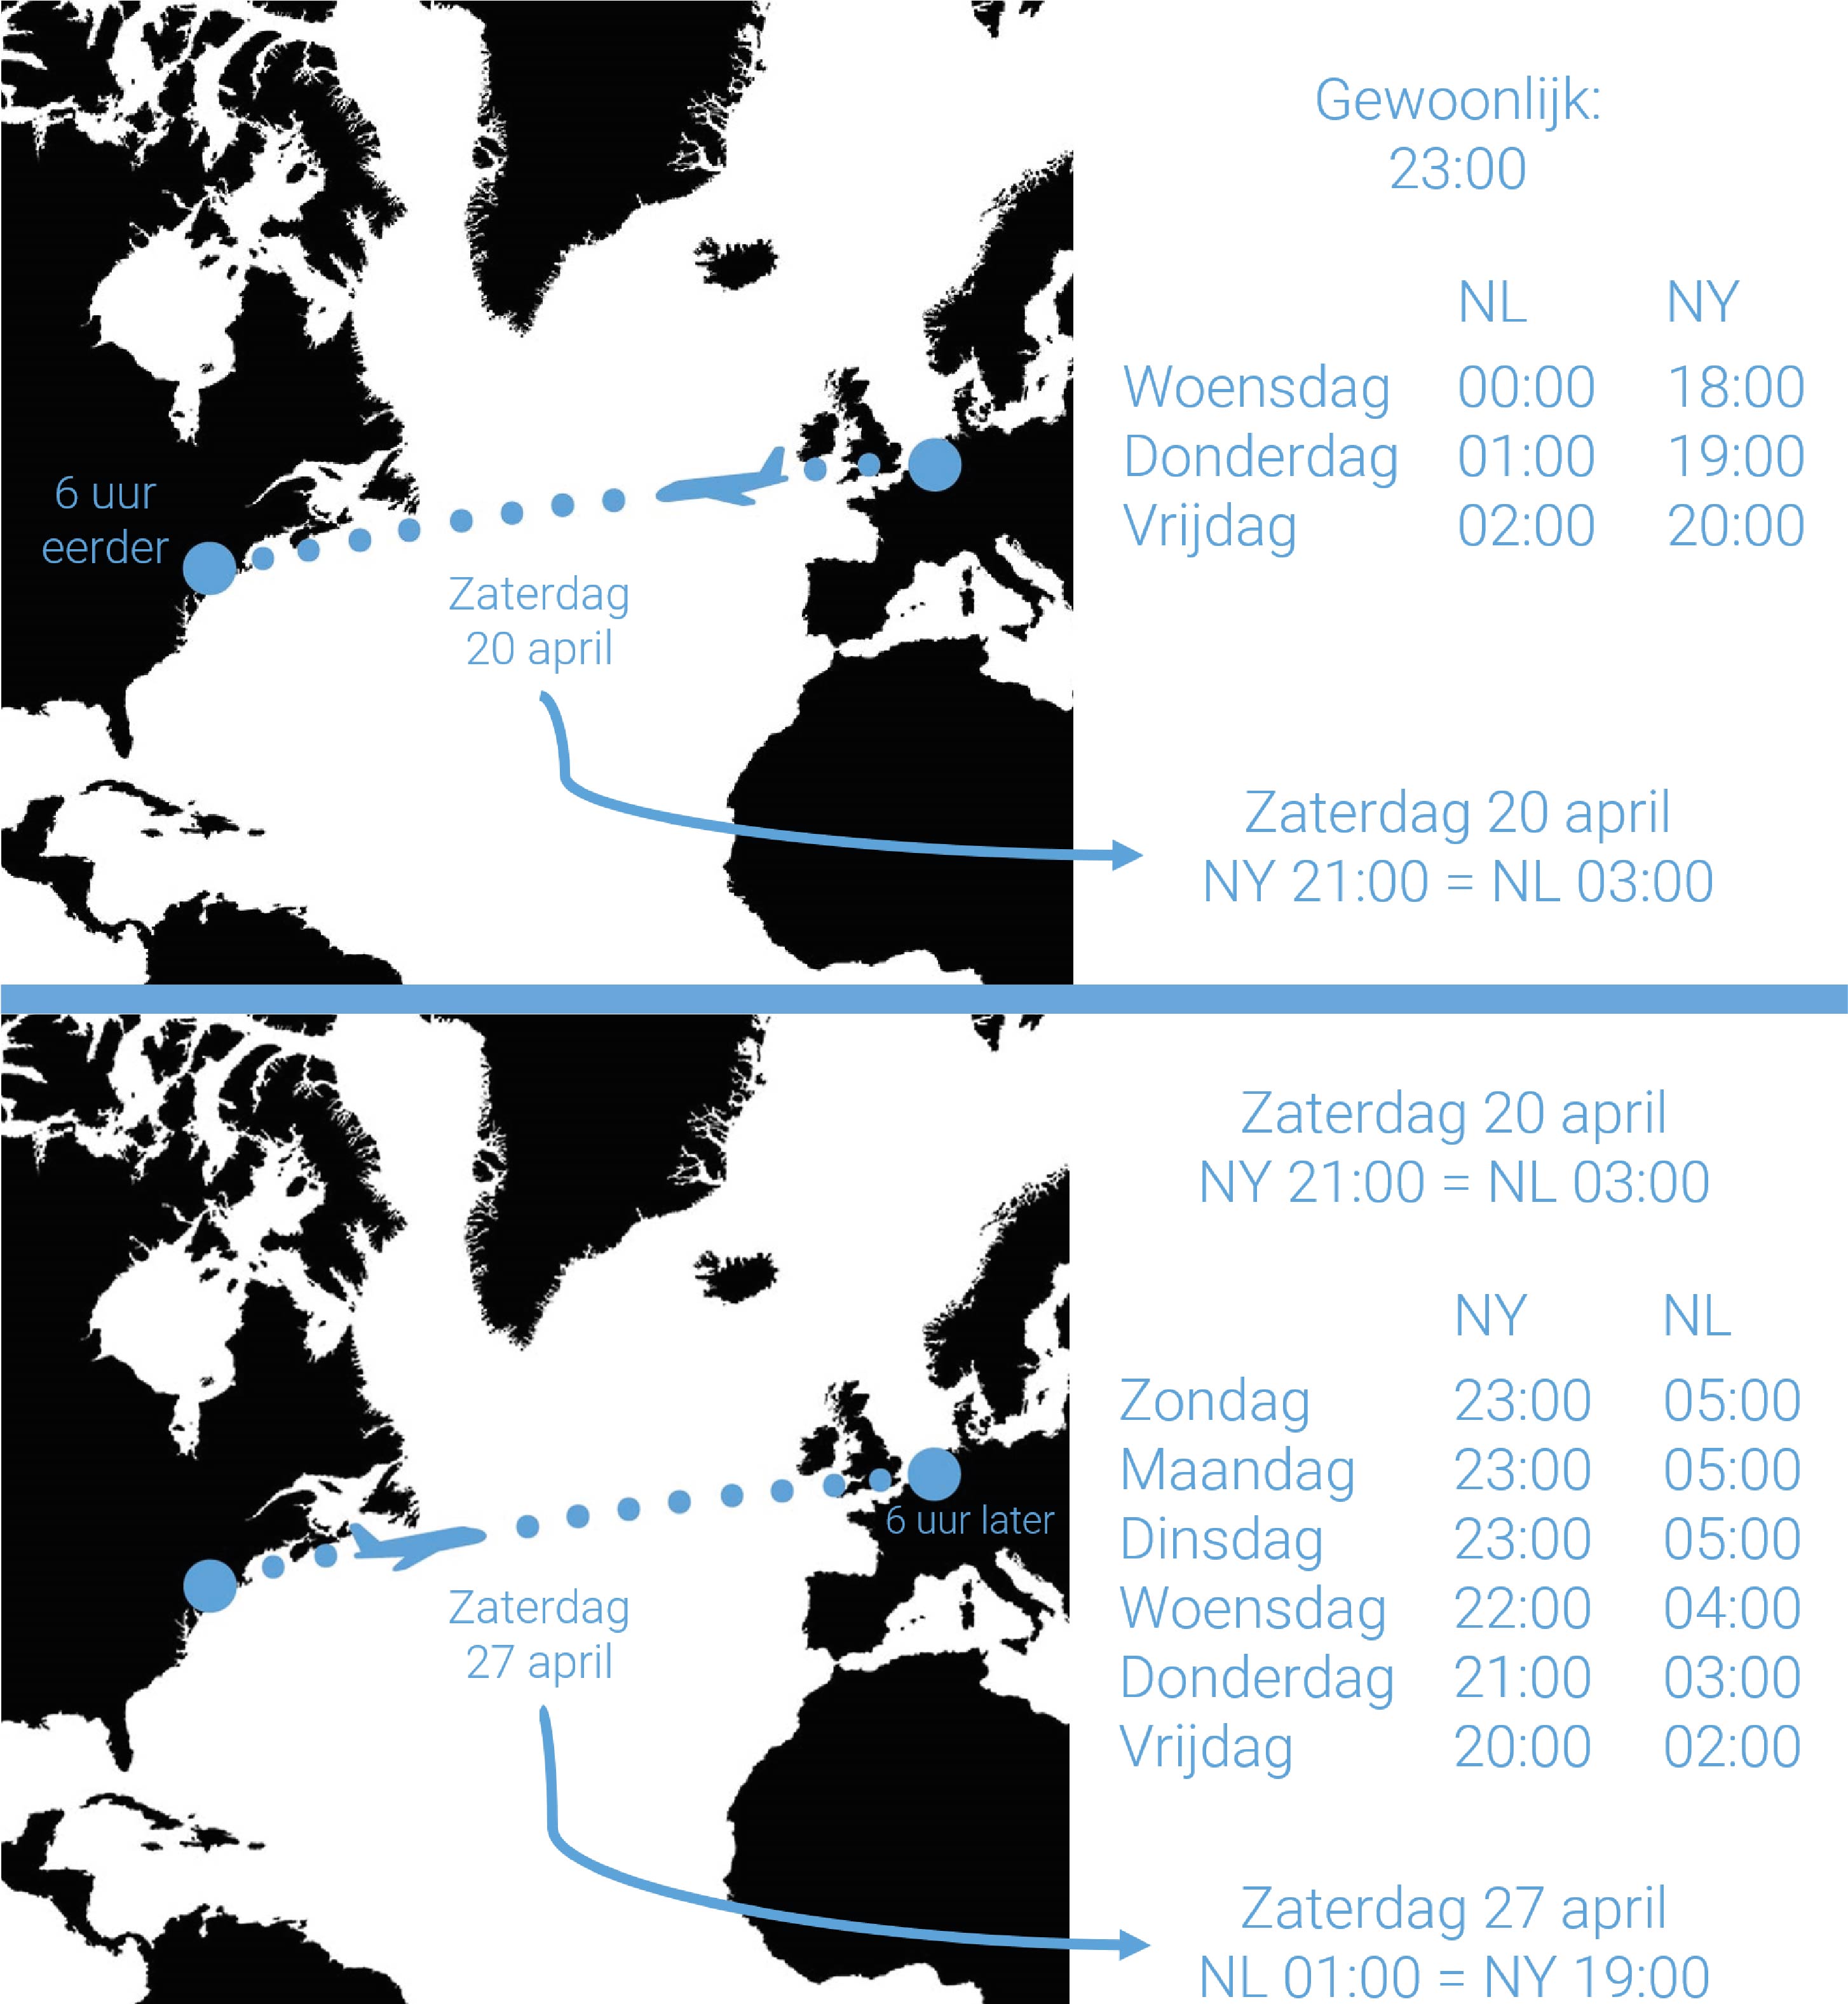 Gewoonlijk:
23:00
NL NY
Woensdag 00:00 18:00
Donderdag 01:00 19:00
Vrijdag 02:00 20:00
6 uur
eerder
Zaterdag
20 april
Zaterdag 20 april
NY 21:00 = NL 03:00
Zaterdag 20 april
NY 21:00 = NL 03:00
NY NL
Zondag 23:00 05:00
Maandag 23:00 05:00
Dinsdag 23:00 05:00
Woensdag 22:00 04:00
Donderdag 21:00 03:00
Vrijdag 20:00 02:00
6 uur later
Zaterdag
27 april
Zaterdag 27 april
NL 01:00 = NY 19:00